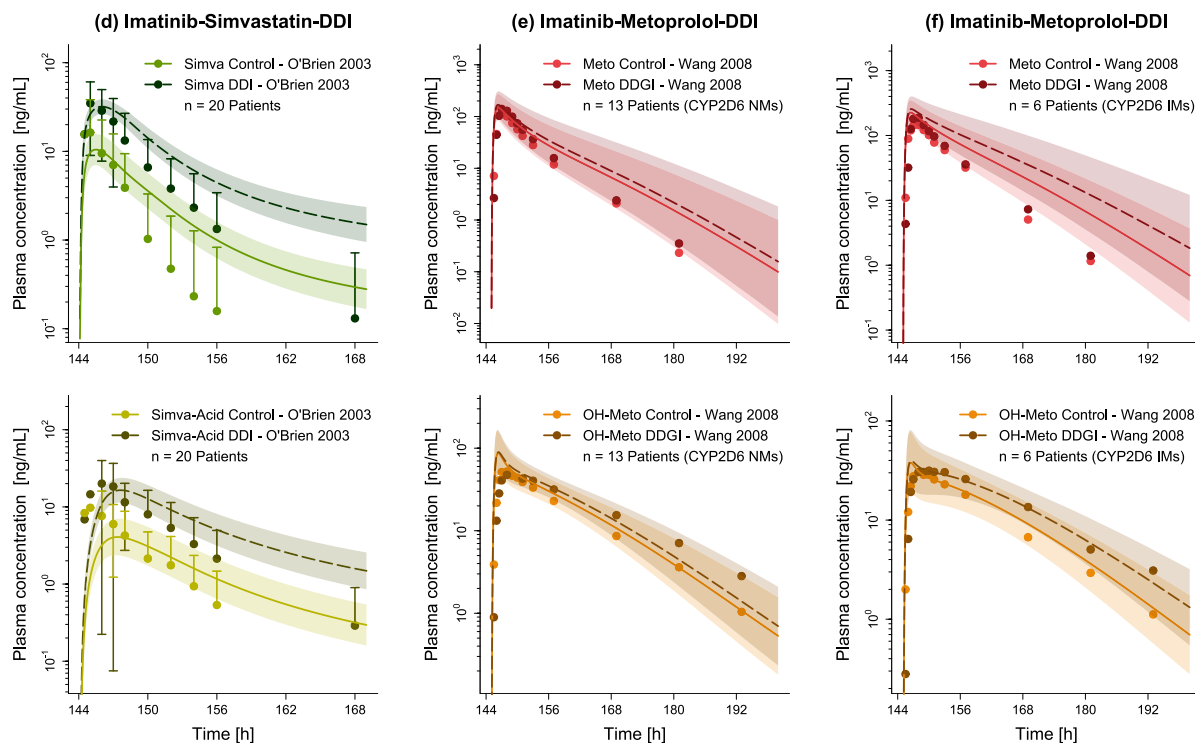 (d) Imatinib-Simvastatin-DDI
(e) Imatinib-Metoprolol-DDI
(f) Imatinib-Metoprolol-DDI
Plasma concentration [ng/mL]
10²
10¹
10⁰
10⁻¹
Simva Control - O'Brien 2003
Simva DDI - O'Brien 2003
n = 20 Patients
144 150 156 162 168
Plasma concentration [ng/mL]
10³
10²
10¹
10⁰
10⁻¹
10⁻²
Meto Control - Wang 2008
Meto DDGI - Wang 2008
n = 13 Patients (CYP2D6 NMs)
144 156 168 180 192
Plasma concentration [ng/mL]
10³
10²
10¹
10⁰
10⁻¹
Meto Control - Wang 2008
Meto DDGI - Wang 2008
n = 6 Patients (CYP2D6 IMs)
144 156 168 180 192
Plasma concentration [ng/mL]
10²
10¹
10⁰
10⁻¹
Simva-Acid Control - O'Brien 2003
Simva-Acid DDI - O'Brien 2003
n = 20 Patients
144 150 156 162 168
Time [h]
Plasma concentration [ng/mL]
10²
10¹
10⁰
OH-Meto Control - Wang 2008
OH-Meto DDGI - Wang 2008
n = 13 Patients (CYP2D6 NMs)
144 156 168 180 192
Time [h]
Plasma concentration [ng/mL]
10²
10¹
10⁰
OH-Meto Control - Wang 2008
OH-Meto DDGI - Wang 2008
n = 6 Patients (CYP2D6 IMs)
144 156 168 180 192
Time [h]